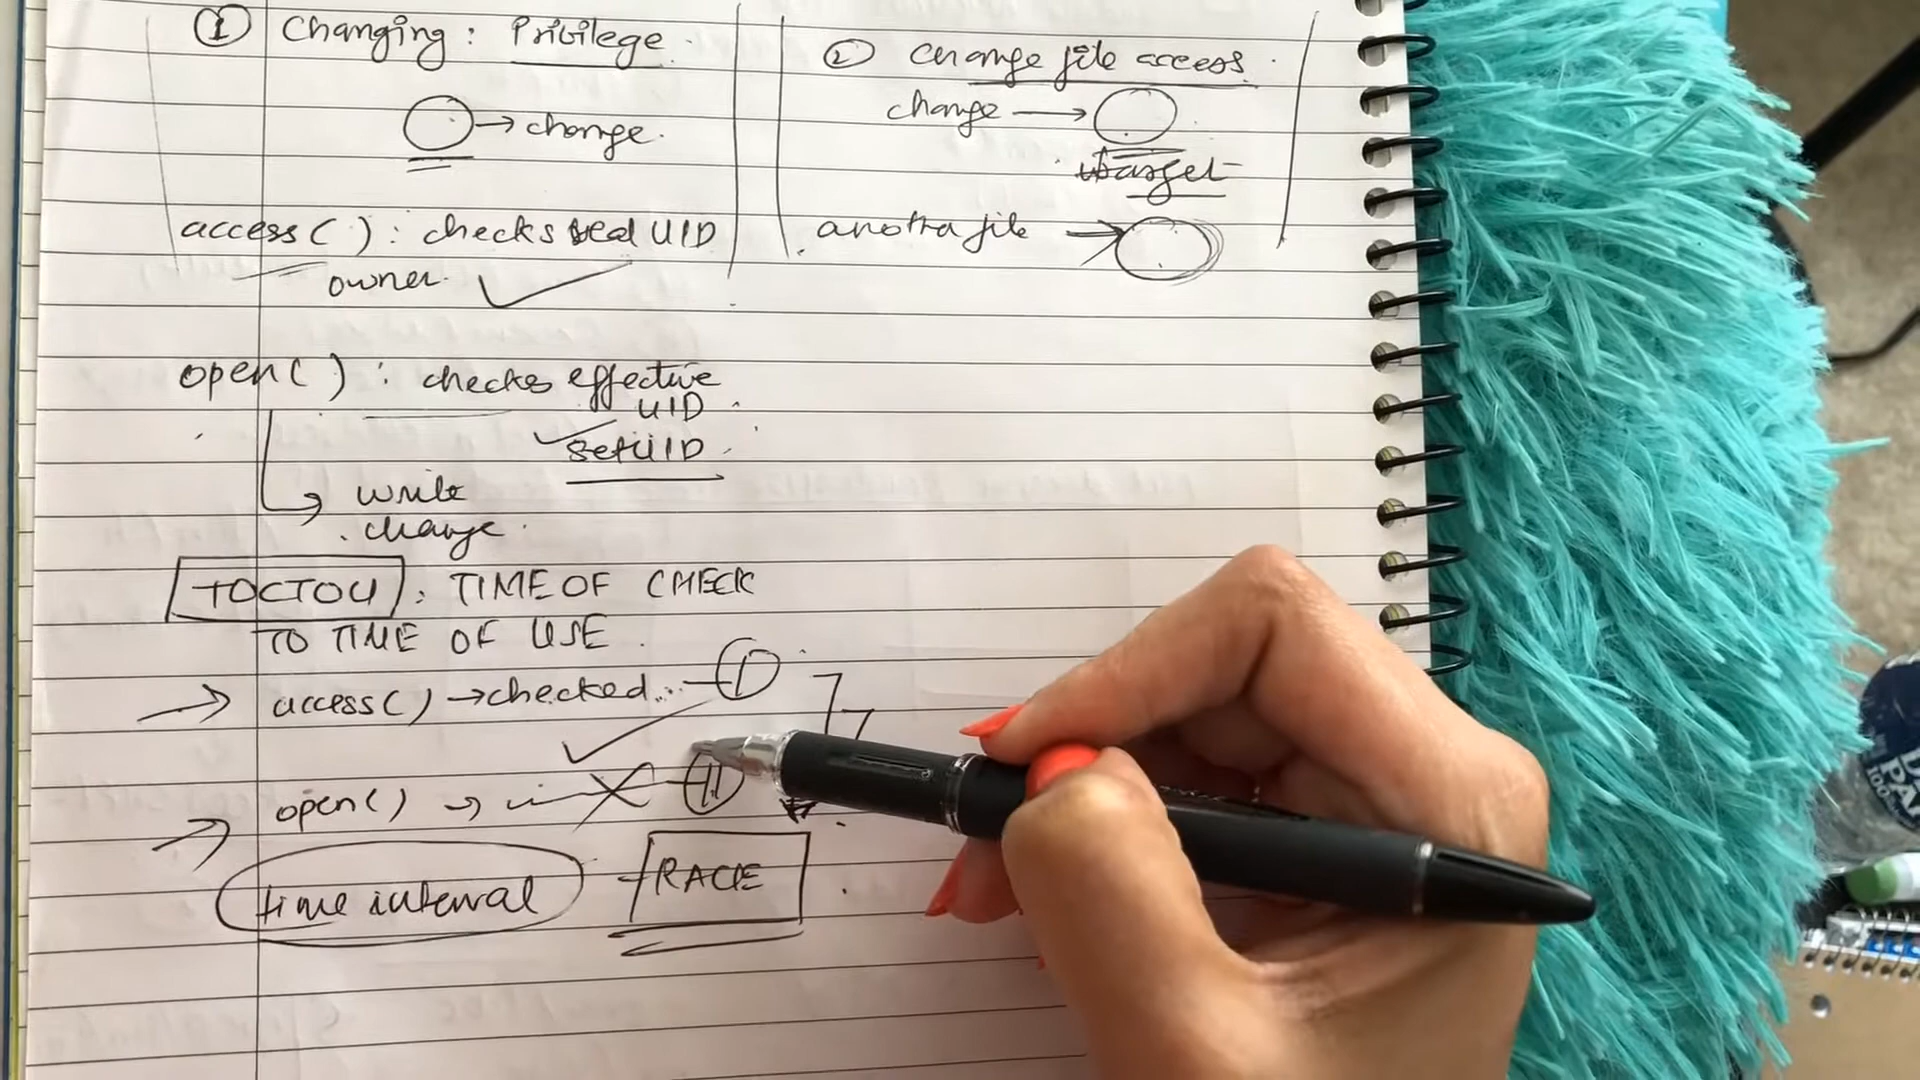 ① Changing: Privilege.
→ change.
access( ): checks real UID
owner.
② Change file access.
change →
target
another file →
open( ): checks effective
UID.
setUID.
write
change.
TOCTOU: TIME OF CHECK
TO TIME OF USE.
access() → checked... I
open() → II
time interval
RACE